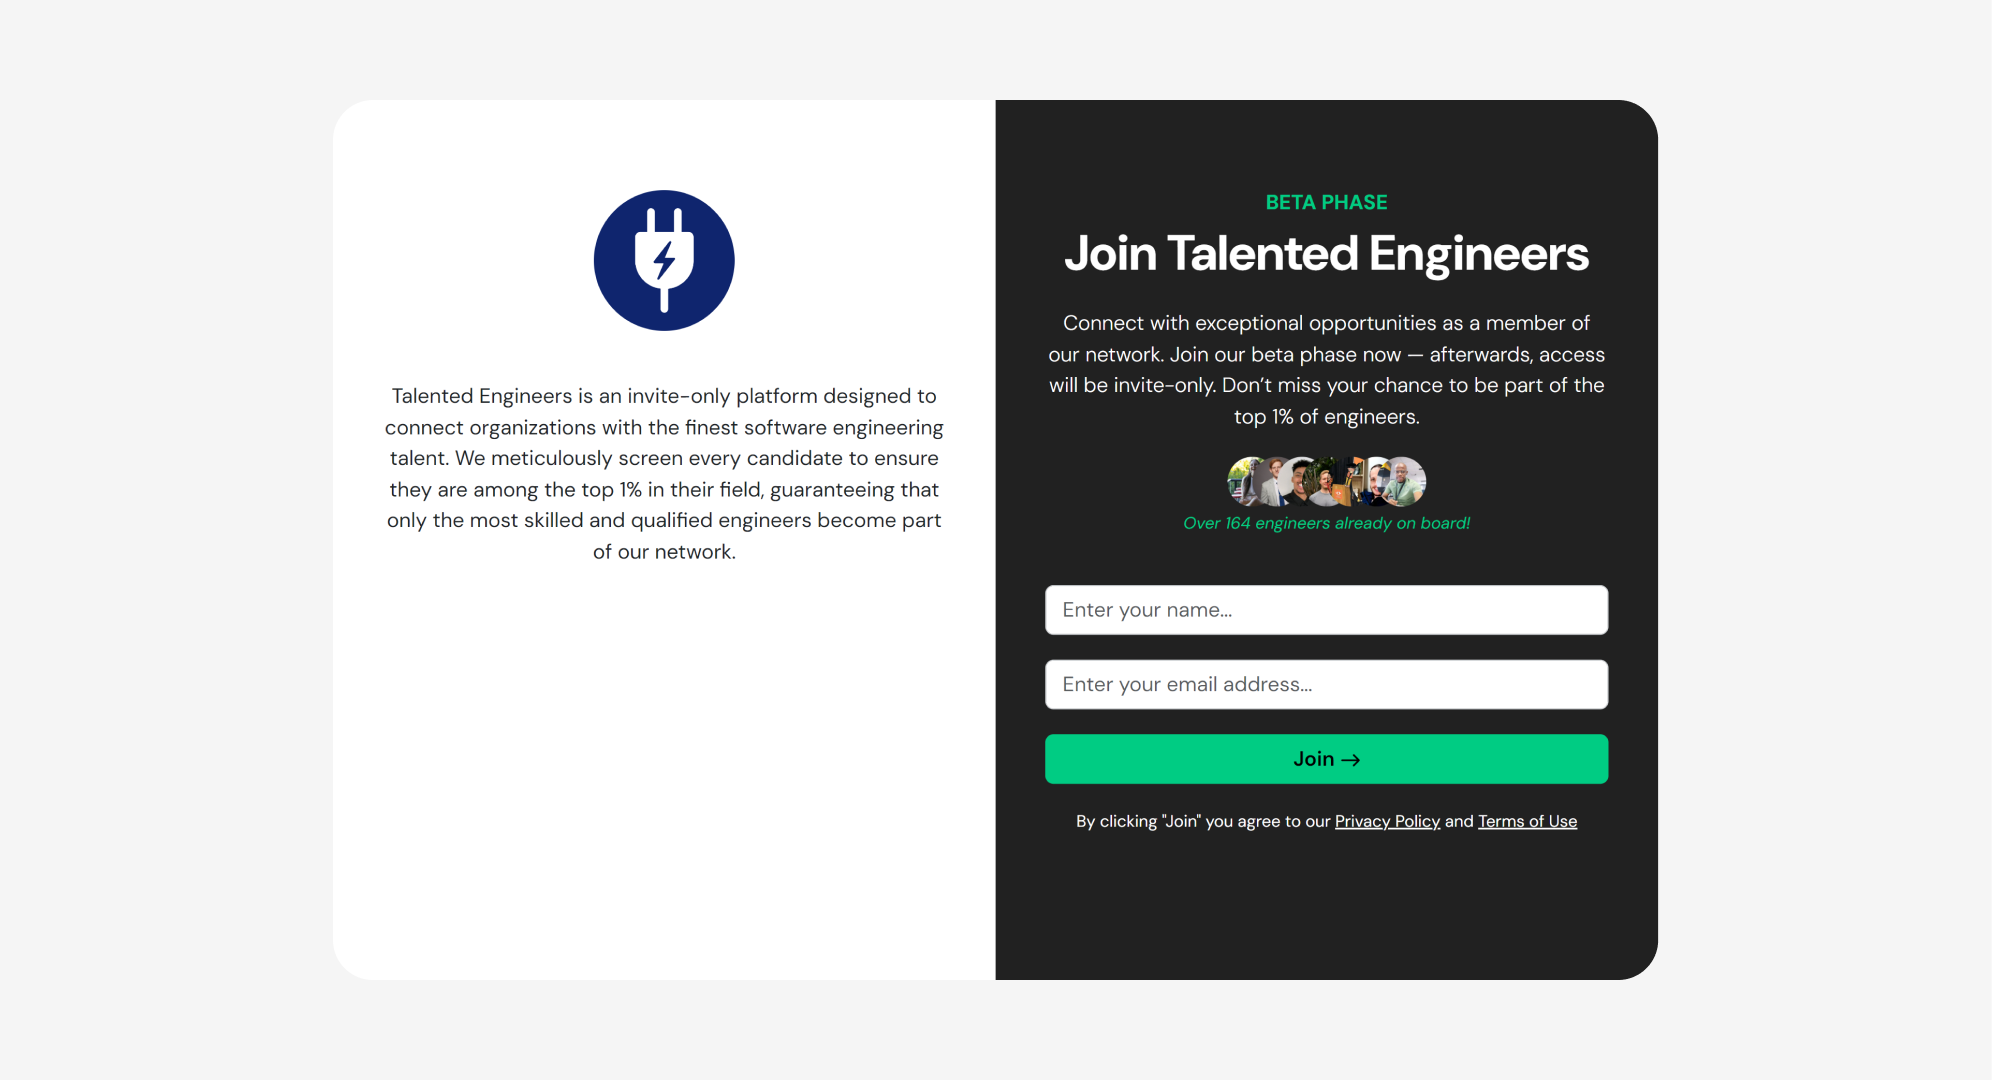 Talented Engineers is an invite-only platform designed to
connect organizations with the finest software engineering
talent. We meticulously screen every candidate to ensure
they are among the top 1% in their field, guaranteeing that
only the most skilled and qualified engineers become part
of our network.
BETA PHASE
Join Talented Engineers
Connect with exceptional opportunities as a member of
our network. Join our beta phase now — afterwards, access
will be invite-only. Don’t miss your chance to be part of the
top 1% of engineers.
Over 164 engineers already on board!
Enter your name...
Enter your email address...
Join →
By clicking "Join" you agree to our Privacy Policy and Terms of Use